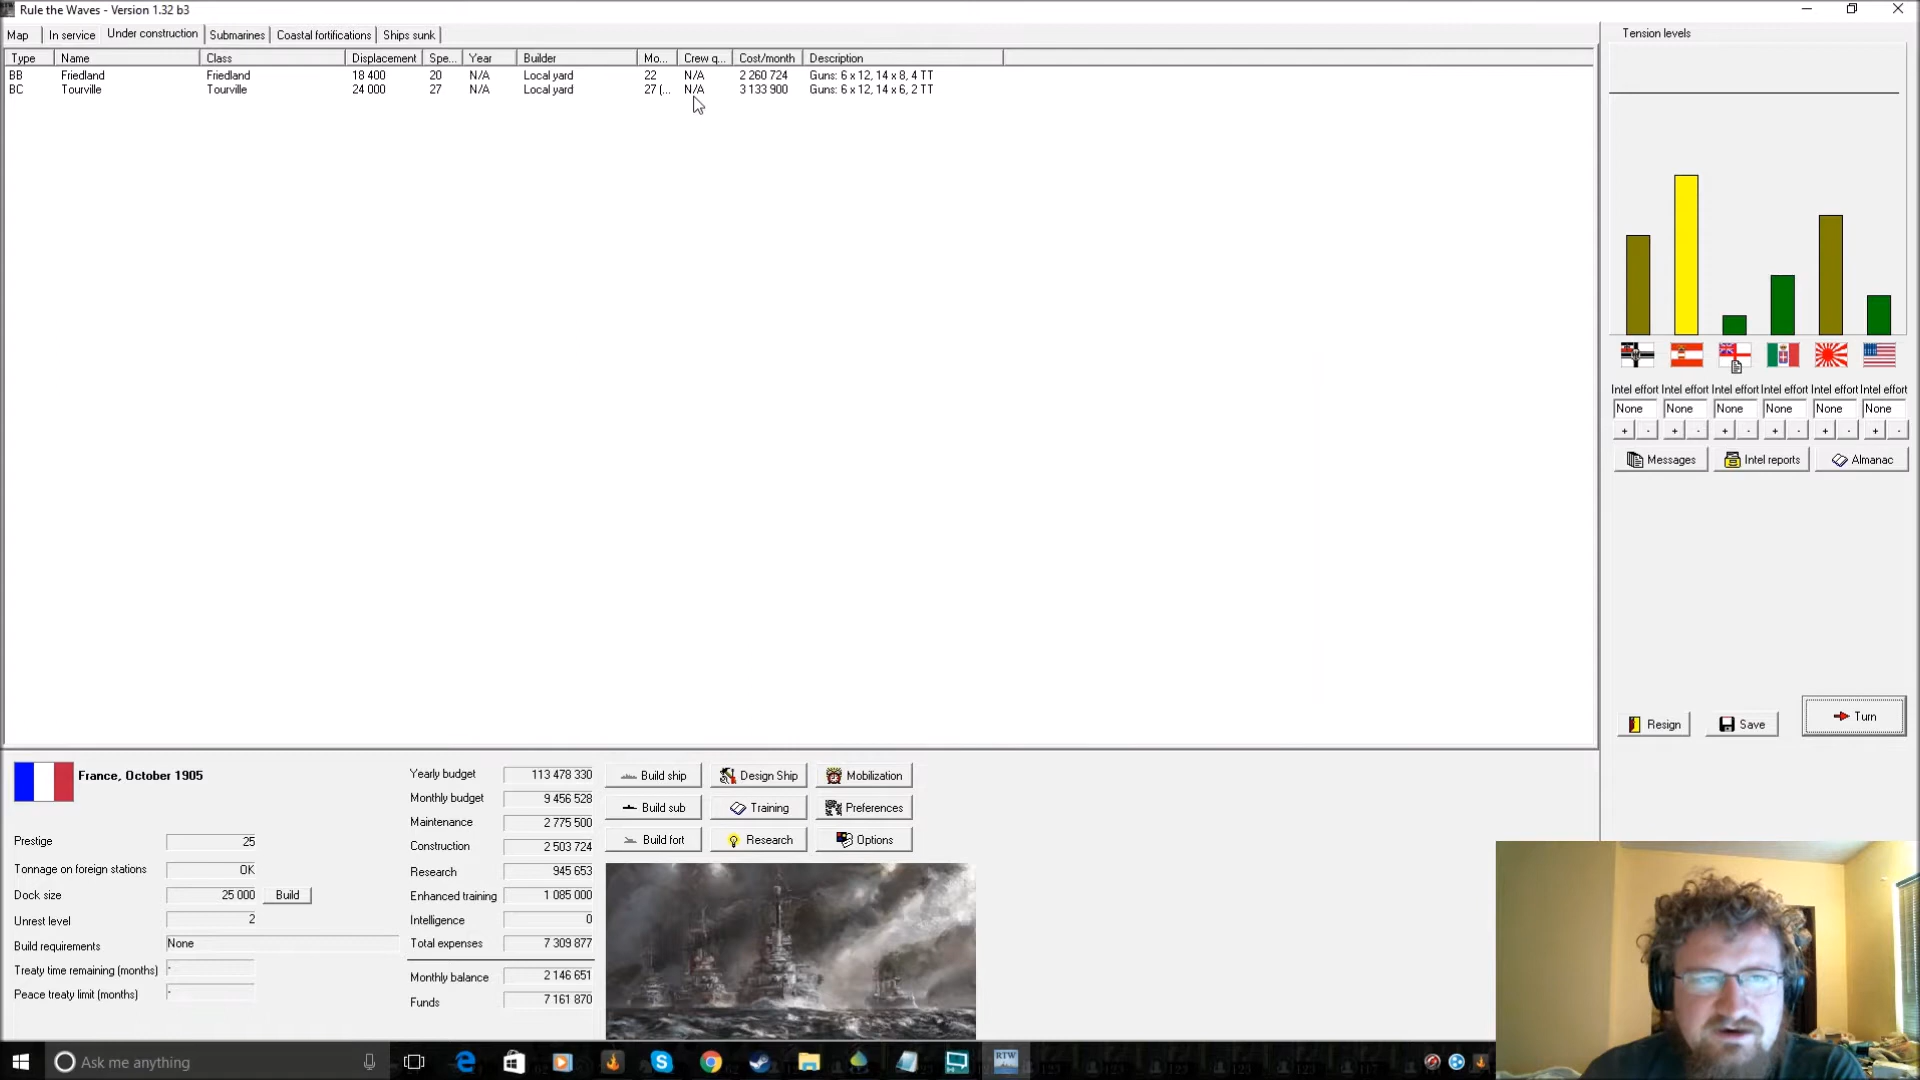 Rule the Waves - Version 1.32 b3
Map In service Under construction Submarines Coastal fortifications Ships sunk
Type Name Class Displacement Spe... Year Builder Mo... Crew q... Cost/month Description
BB Friedland Friedland 18 400 20 N/A Local yard 22 N/A 2 260 724 Guns: 6 x 12, 14 x 8, 4 TT
BC Tourville Tourville 24 000 27 N/A Local yard 27 (... N/A 3 133 900 Guns: 6 x 12, 14 x 6, 2 TT
Tension levels
Intel effort Intel effort Intel effort Intel effort Intel effort Intel effort
None None None None None None
+ - + - + - + - + - + -
Messages Intel reports Almanac
Resign Save Turn
France, October 1905
Prestige 25
Tonnage on foreign stations OK
Dock size 25 000 Build
Unrest level 2
Build requirements None
Treaty time remaining (months) -
Peace treaty limit (months) -
Yearly budget 113 478 330
Monthly budget 9 456 528
Maintenance 2 775 500
Construction 2 503 724
Research 945 653
Enhanced training 1 085 000
Intelligence 0
Total expenses 7 309 877
Monthly balance 2 146 651
Funds 7 161 870
Build ship Design Ship Mobilization
Build sub Training Preferences
Build fort Research Options
Ask me anything
RTW